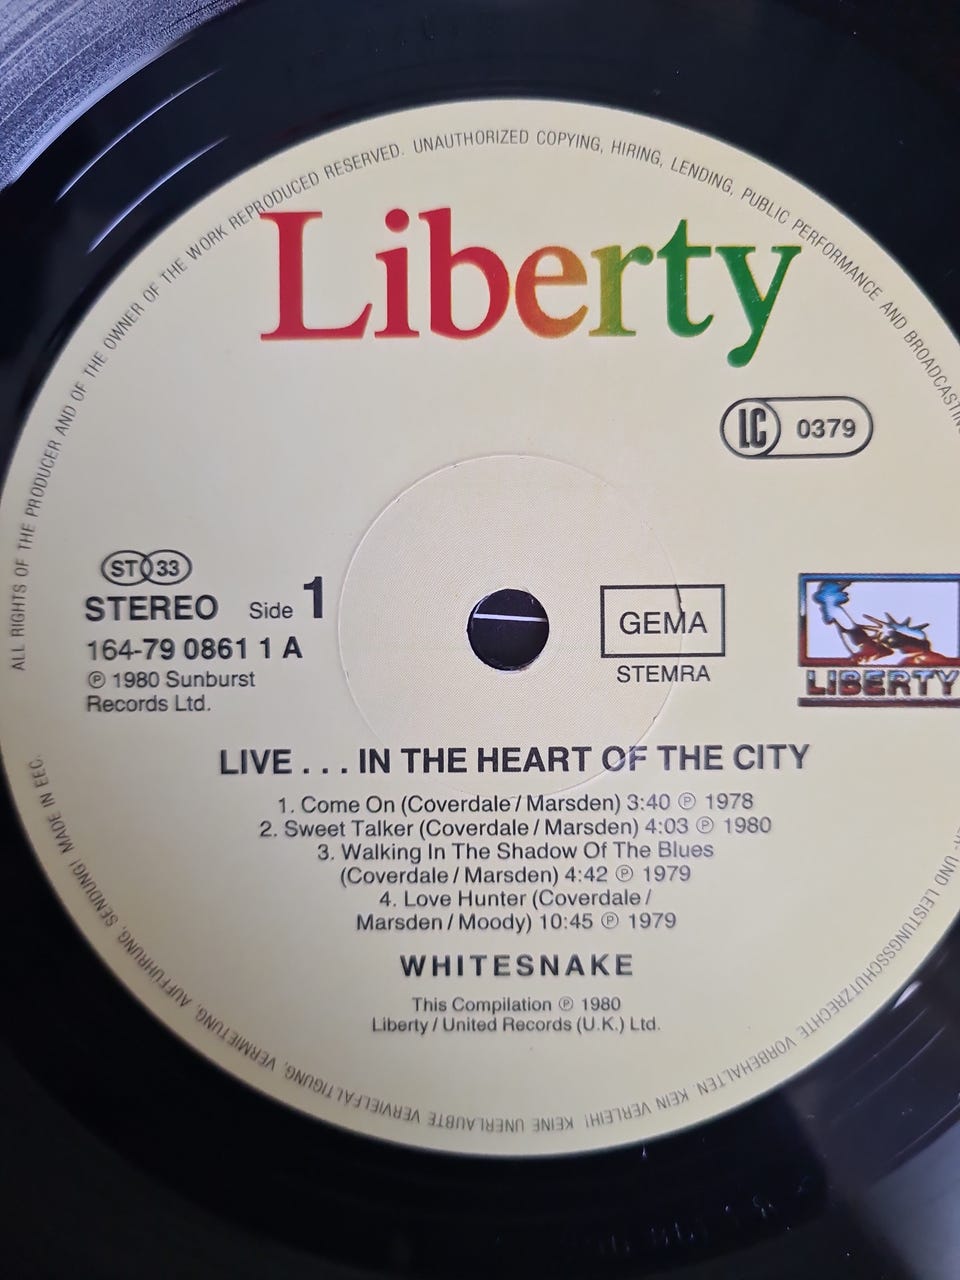 ALL RIGHTS OF THE PRODUCER AND OF THE OWNER OF THE WORK REPRODUCED RESERVED. UNAUTHORIZED COPYING, HIRING, LENDING, PUBLIC PERFORMANCE AND BROADCASTING
Liberty
LC 0379
ST 33
STEREO Side 1
164-79 0861 1 A
℗ 1980 Sunburst
Records Ltd.
GEMA
STEMRA
LIBERTY
LIVE . . . IN THE HEART OF THE CITY
1. Come On (Coverdale / Marsden) 3:40 ℗ 1978
2. Sweet Talker (Coverdale / Marsden) 4:03 ℗ 1980
3. Walking In The Shadow Of The Blues
(Coverdale / Marsden) 4:42 ℗ 1979
4. Love Hunter (Coverdale /
Marsden / Moody) 10:45 ℗ 1979
WHITESNAKE
This Compilation ℗ 1980
Liberty / United Records (U.K.) Ltd.
UND LEISTUNGSSCHUTZRECHTE VORBEHALTEN. KEIN VERLEIH! KEINE UNERLAUBTE VERVIELFÄLTIGUNG, VERMIETUNG, AUFFÜHRUNG, SENDUNG! MADE IN EEC.